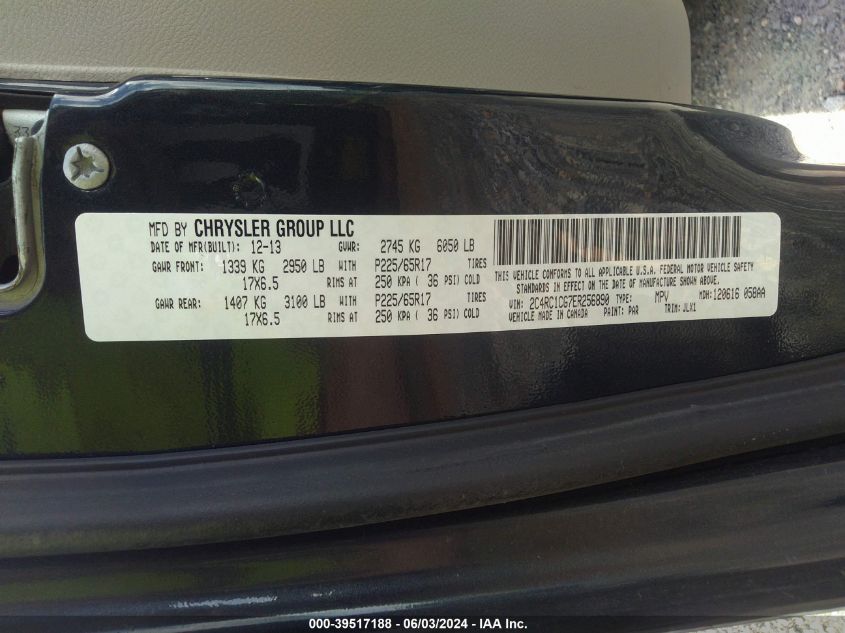 MFD BY CHRYSLER GROUP LLC
DATE OF MFR(BUILT): 12-13 GVWR: 2745 KG 6050 LB
GAWR FRONT: 1339 KG 2950 LB WITH P225/65R17 TIRES
17X6.5 RIMS AT 250 KPA ( 36 PSI) COLD
GAWR REAR: 1407 KG 3100 LB WITH P225/65R17 TIRES
17X6.5 RIMS AT 250 KPA ( 36 PSI) COLD
THIS VEHICLE CONFORMS TO ALL APPLICABLE U.S.A. FEDERAL MOTOR VEHICLE SAFETY
STANDARDS IN EFFECT ON THE DATE OF MANUFACTURE SHOWN ABOVE.
VIN: 2C4RC1CG7ER256890 TYPE: MPV MDH: 120616 058AA
VEHICLE MADE IN CANADA PAINT: PAR TRIM: JLX1
000-39517188 - 06/03/2024 - IAA Inc.